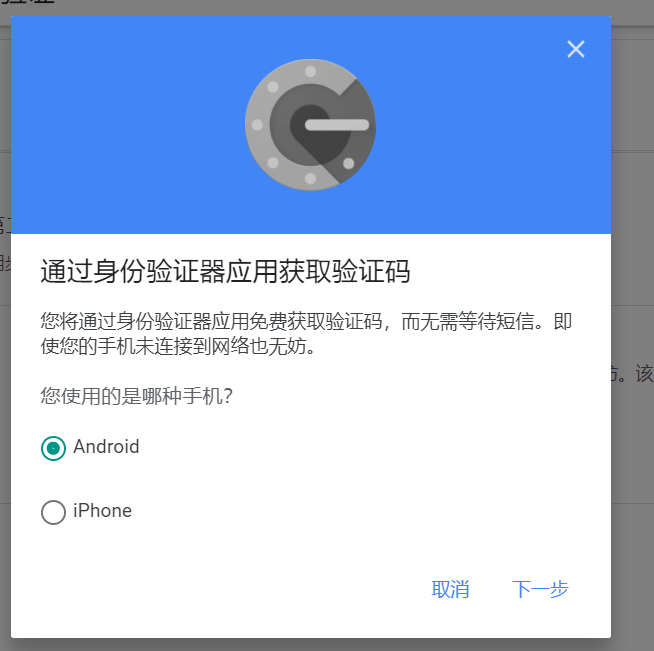 验证
通过身份验证器应用获取验证码
您将通过身份验证器应用免费获取验证码，而无需等待短信。即
使您的手机未连接到网络也无妨。
。该
您使用的是哪种手机？
Android
iPhone
取消
下一步